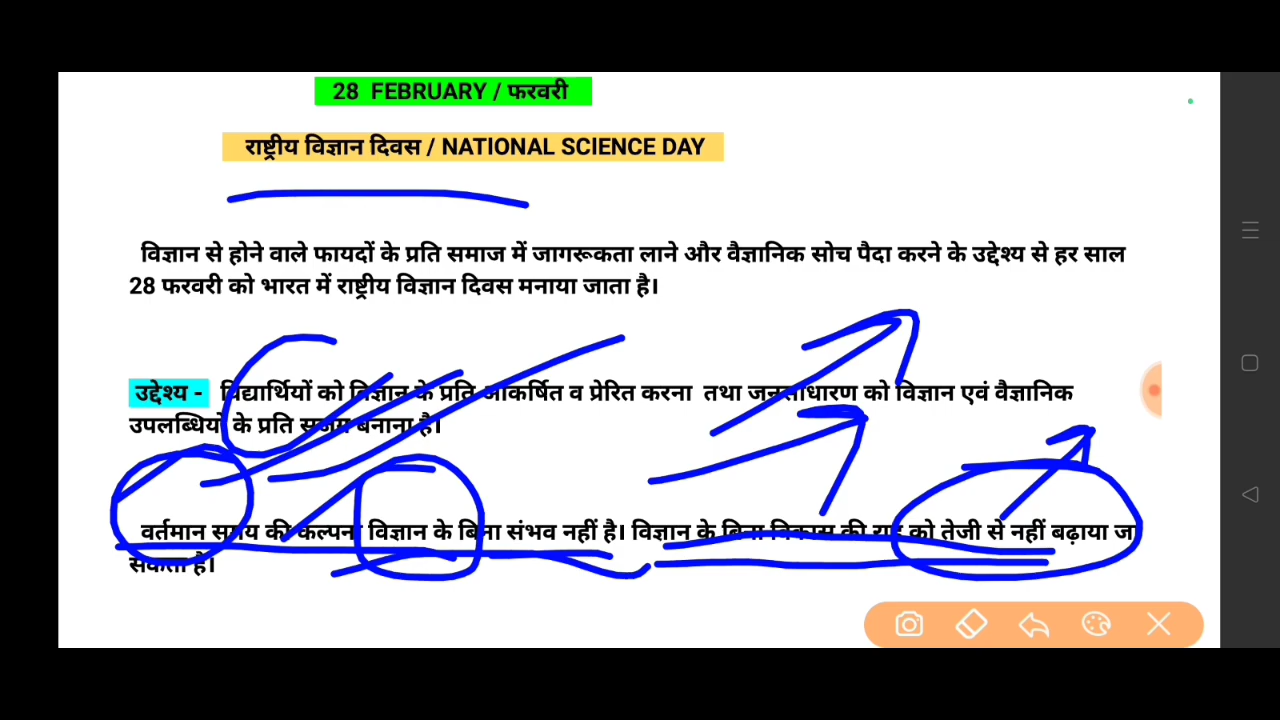 28 FEBRUARY / फरवरी
राष्ट्रीय विज्ञान दिवस / NATIONAL SCIENCE DAY
विज्ञान से होने वाले फायदों के प्रति समाज में जागरूकता लाने और वैज्ञानिक सोच पैदा करने के उद्देश्य से हर साल
28 फरवरी को भारत में राष्ट्रीय विज्ञान दिवस मनाया जाता है।
उद्देश्य - विद्यार्थियों को विज्ञान के प्रति आकर्षित व प्रेरित करना तथा जनसाधारण को विज्ञान एवं वैज्ञानिक
उपलब्धियों के प्रति सजग बनाना है।
वर्तमान समय की कल्पना विज्ञान के बिना संभव नहीं है। विज्ञान के बिना विकास की राह को तेजी से नहीं बढ़ाया जा
सकता है।